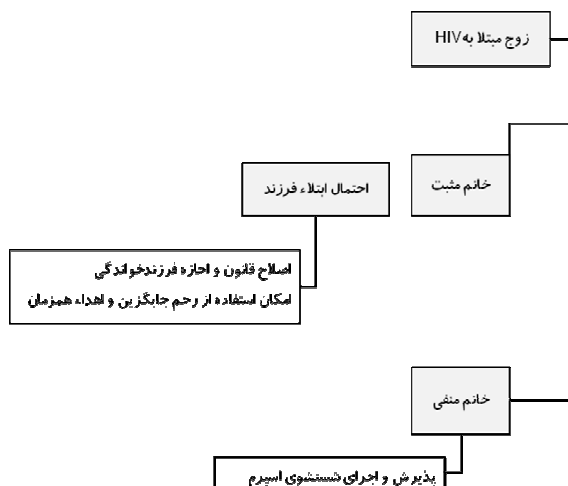 زوج مبتلا به HIV
خانم مثبت
احتمال ابتلاء فرزند
اصلاح قانون و اجازه فرزندخواندگی
امکان استفاده از رحم جایگزین و اهداء همزمان
خانم منفی
پذیرش و اجرای شستشوی اسپرم